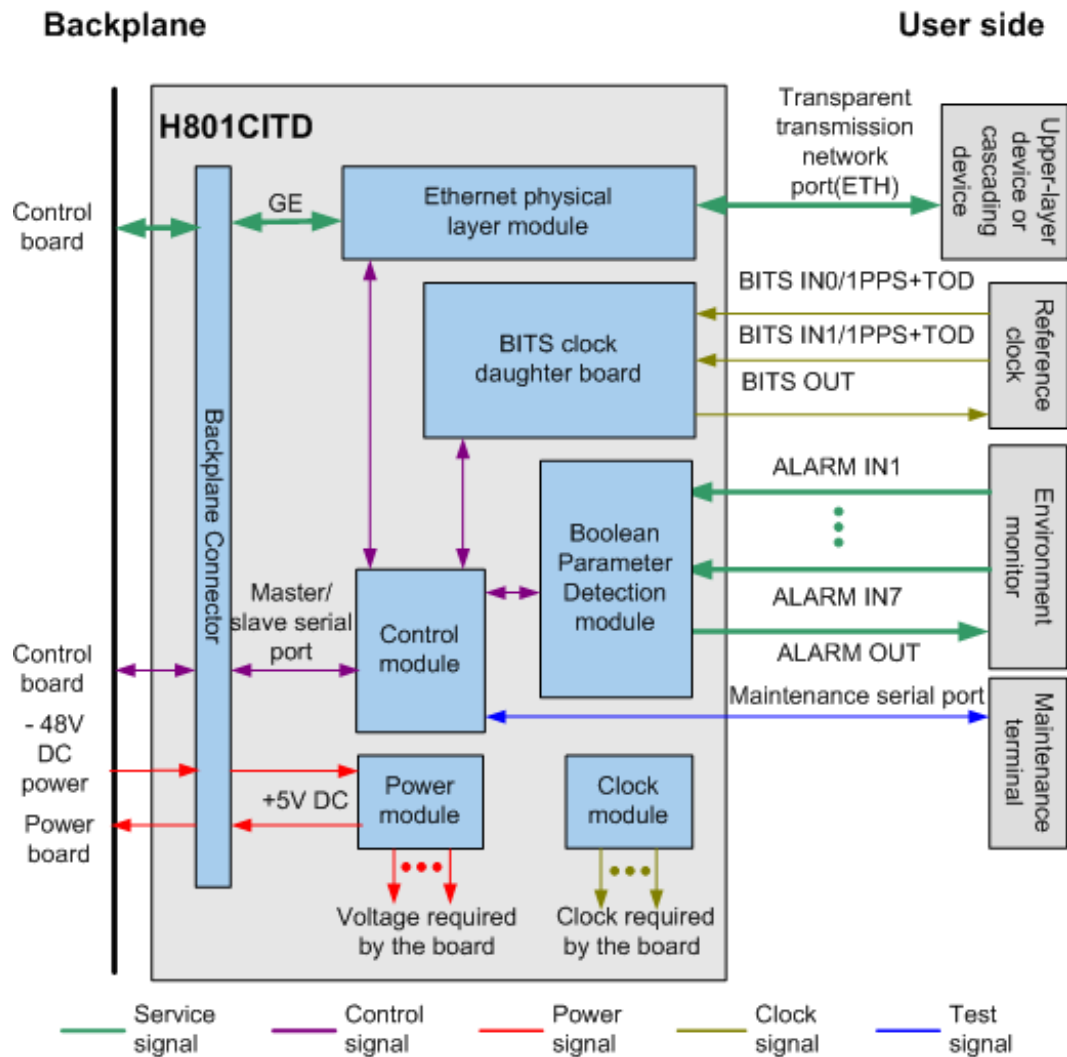 Backplane
User side
H801CITD
Transparent
transmission
network
port(ETH)
Upper-layer
device or
cascading
device
Control
board
GE
Ethernet physical
layer module
BITS IN0/1PPS+TOD
BITS IN1/1PPS+TOD
BITS OUT
Reference
clock
BITS clock
daughter board
Backplane Connector
ALARM IN1
ALARM IN7
ALARM OUT
Environment
monitor
Boolean
Parameter
Detection
module
Master/
slave serial
port
Control
module
Control
board
Maintenance serial port
Maintenance
terminal
- 48V
DC
power
+5V DC
Power
module
Clock
module
Power
board
Voltage required
by the board
Clock required
by the board
Service
signal
Control
signal
Power
signal
Clock
signal
Test
signal